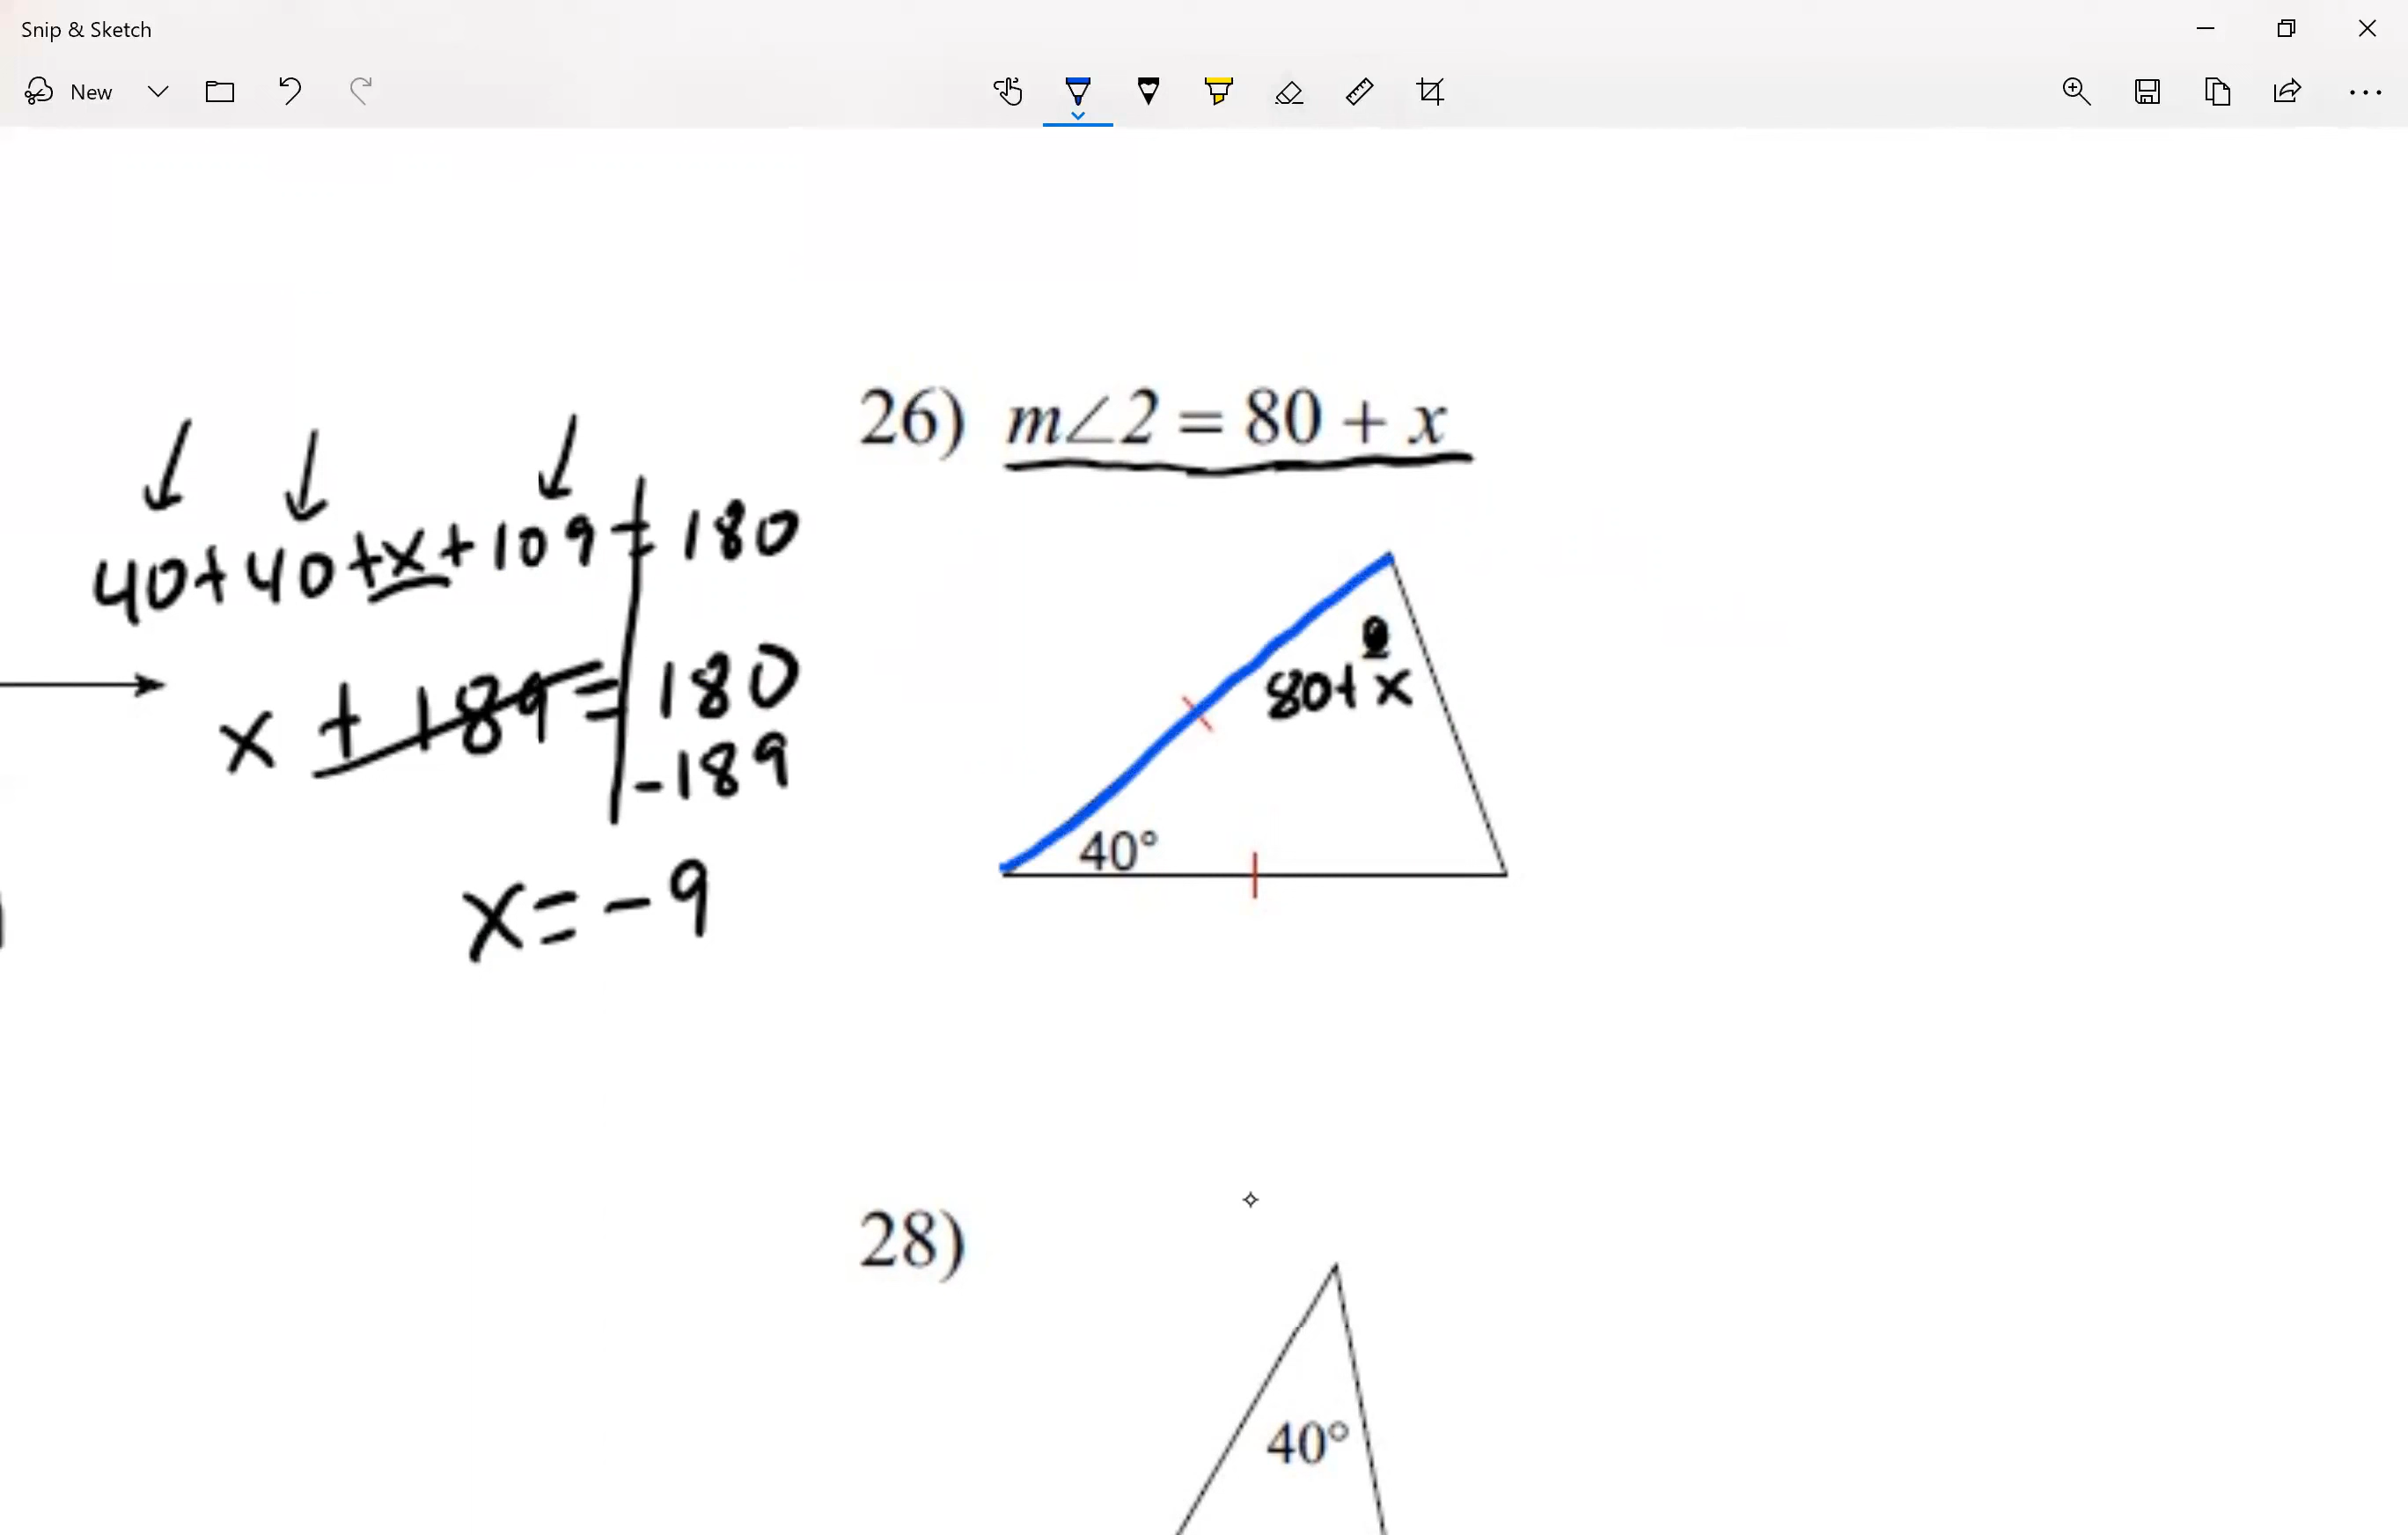 Snip & Sketch
New
40+40+x+109=180
x+189=180
-189
x=-9
26) m∠2 = 80 + x
2
80+x
40°
28)
40°